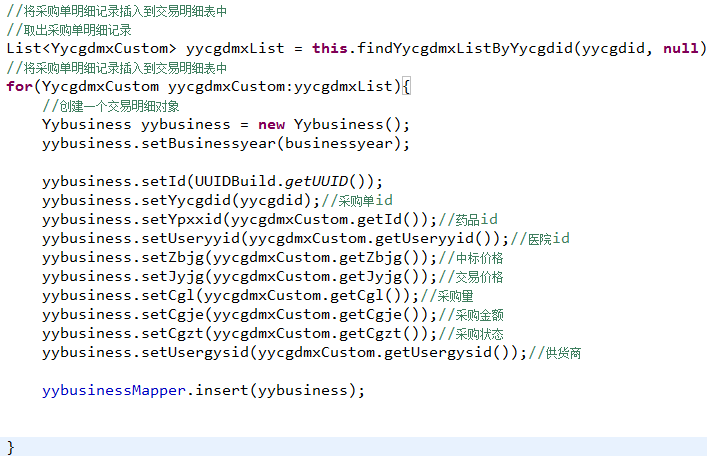 //将采购单明细记录插入到交易明细表中
//取出采购单明细记录
List<YycgdmxCustom> yycgdmxList = this.findYycgdmxListByYycgdid(yycgdid, null)
//将采购单明细记录插入到交易明细表中
for(YycgdmxCustom yycgdmxCustom:yycgdmxList){
//创建一个交易明细对象
Yybusiness yybusiness = new Yybusiness();
yybusiness.setBusinessyear(businessyear);
yybusiness.setId(UUIDBuild.getUUID());
yybusiness.setYycgdid(yycgdid);//采购单id
yybusiness.setYpxxid(yycgdmxCustom.getId());//药品id
yybusiness.setUseryyid(yycgdmxCustom.getUseryyid());//医院id
yybusiness.setZbjg(yycgdmxCustom.getZbjg());//中标价格
yybusiness.setJyjg(yycgdmxCustom.getJyjg());//交易价格
yybusiness.setCgl(yycgdmxCustom.getCgl());//采购量
yybusiness.setCgje(yycgdmxCustom.getCgje());//采购金额
yybusiness.setCgzt(yycgdmxCustom.getCgzt());//采购状态
yybusiness.setUsergysid(yycgdmxCustom.getUsergysid());//供货商
yybusinessMapper.insert(yybusiness);
}